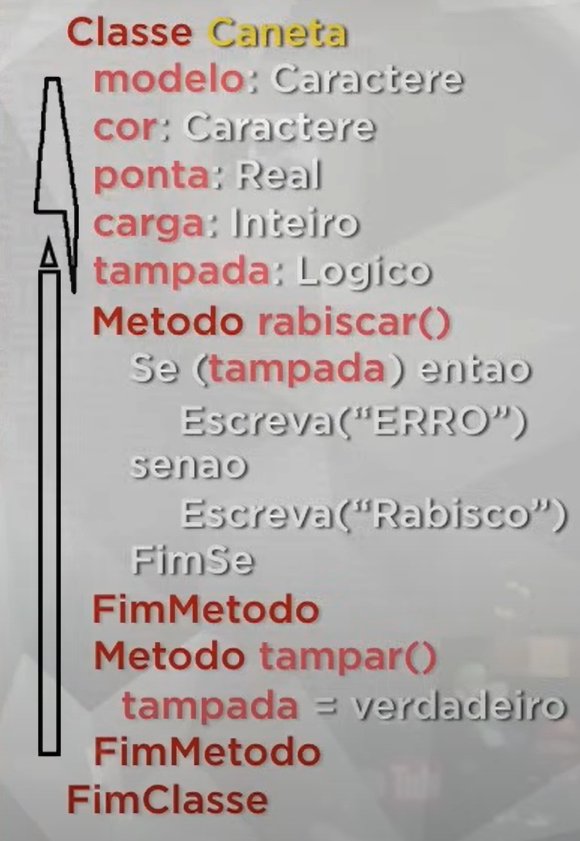 Classe Caneta
modelo: Caractere
cor: Caractere
ponta: Real
carga: Inteiro
tampada: Logico
Metodo rabiscar()
Se (tampada) entao
Escreva(“ERRO”)
senao
Escreva(“Rabisco”)
FimSe
FimMetodo
Metodo tampar()
tampada = verdadeiro
FimMetodo
FimClasse